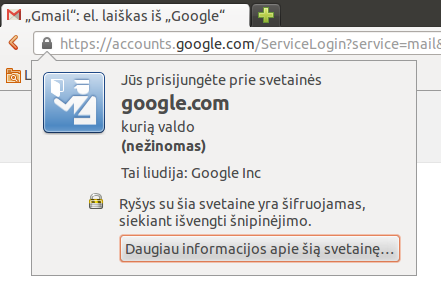 „Gmail“: el. laiškas iš „Google“
https://accounts.google.com/ServiceLogin?service=mail&
Jūs prisijungėte prie svetainės
google.com
kurią valdo
(nežinomas)
Tai liudija: Google Inc
Ryšys su šia svetaine yra šifruojamas,
siekiant išvengti šnipinėjimo.
Daugiau informacijos apie šią svetainę…